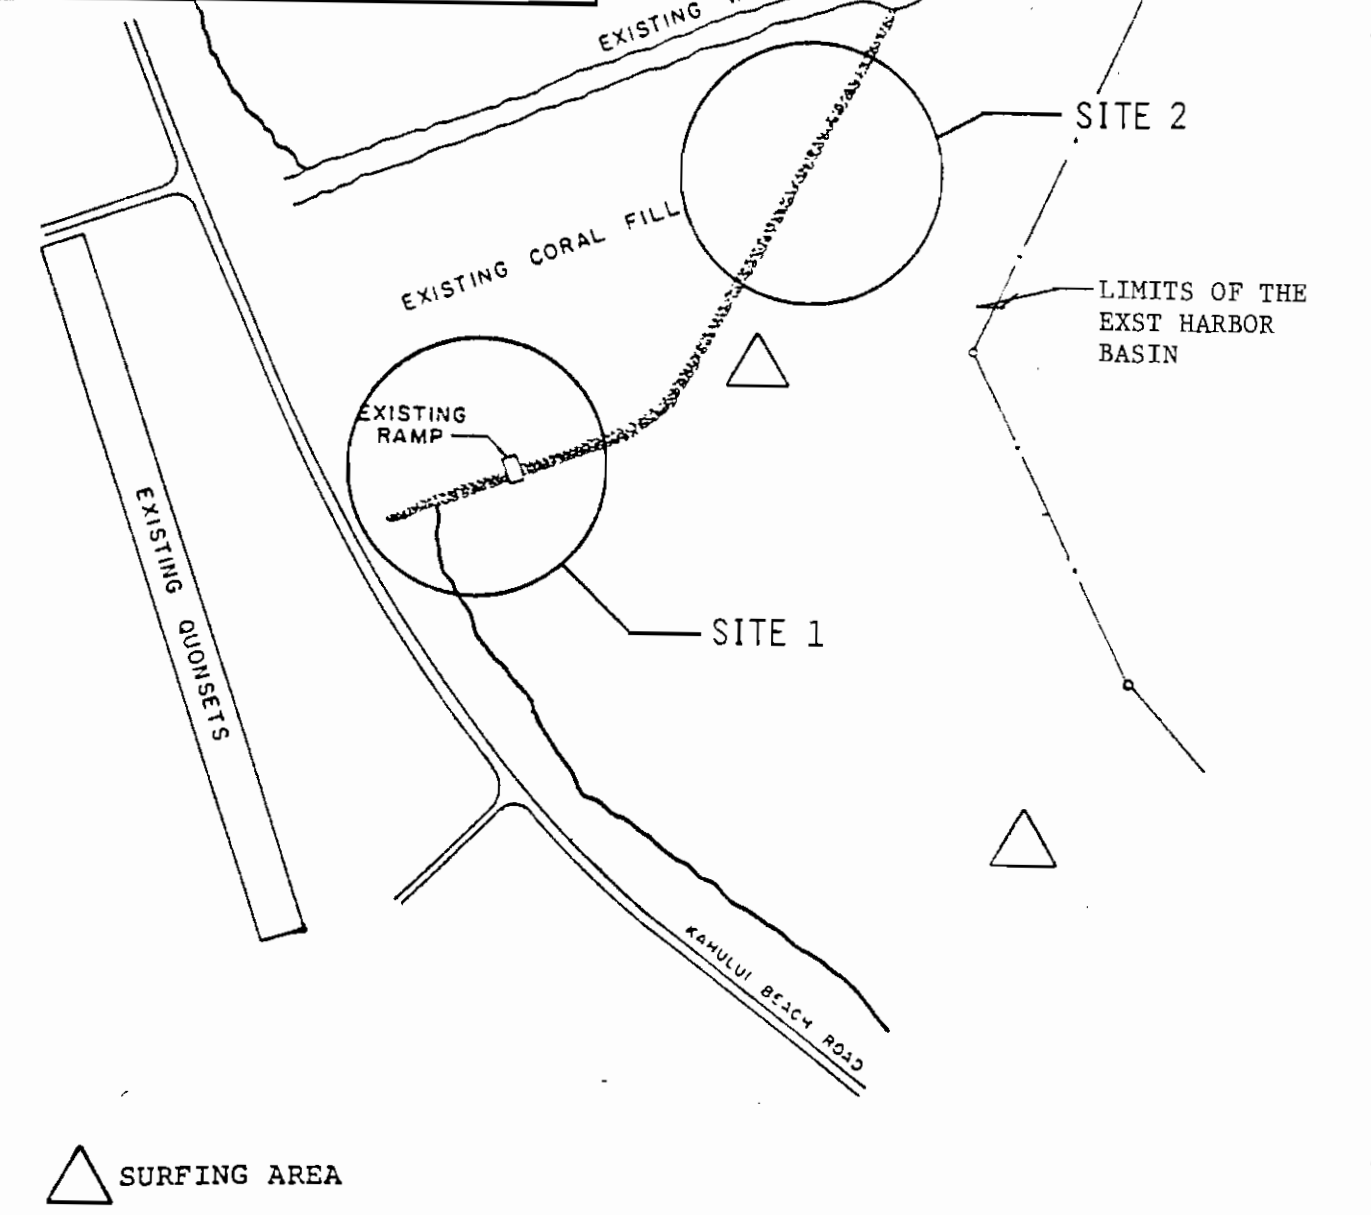 EXISTING
SITE 2
EXISTING CORAL FILL
LIMITS OF THE
EXST HARBOR
BASIN
EXISTING
RAMP
EXISTING QUONSETS
SITE 1
KAHULUI BEACH ROAD
SURFING AREA